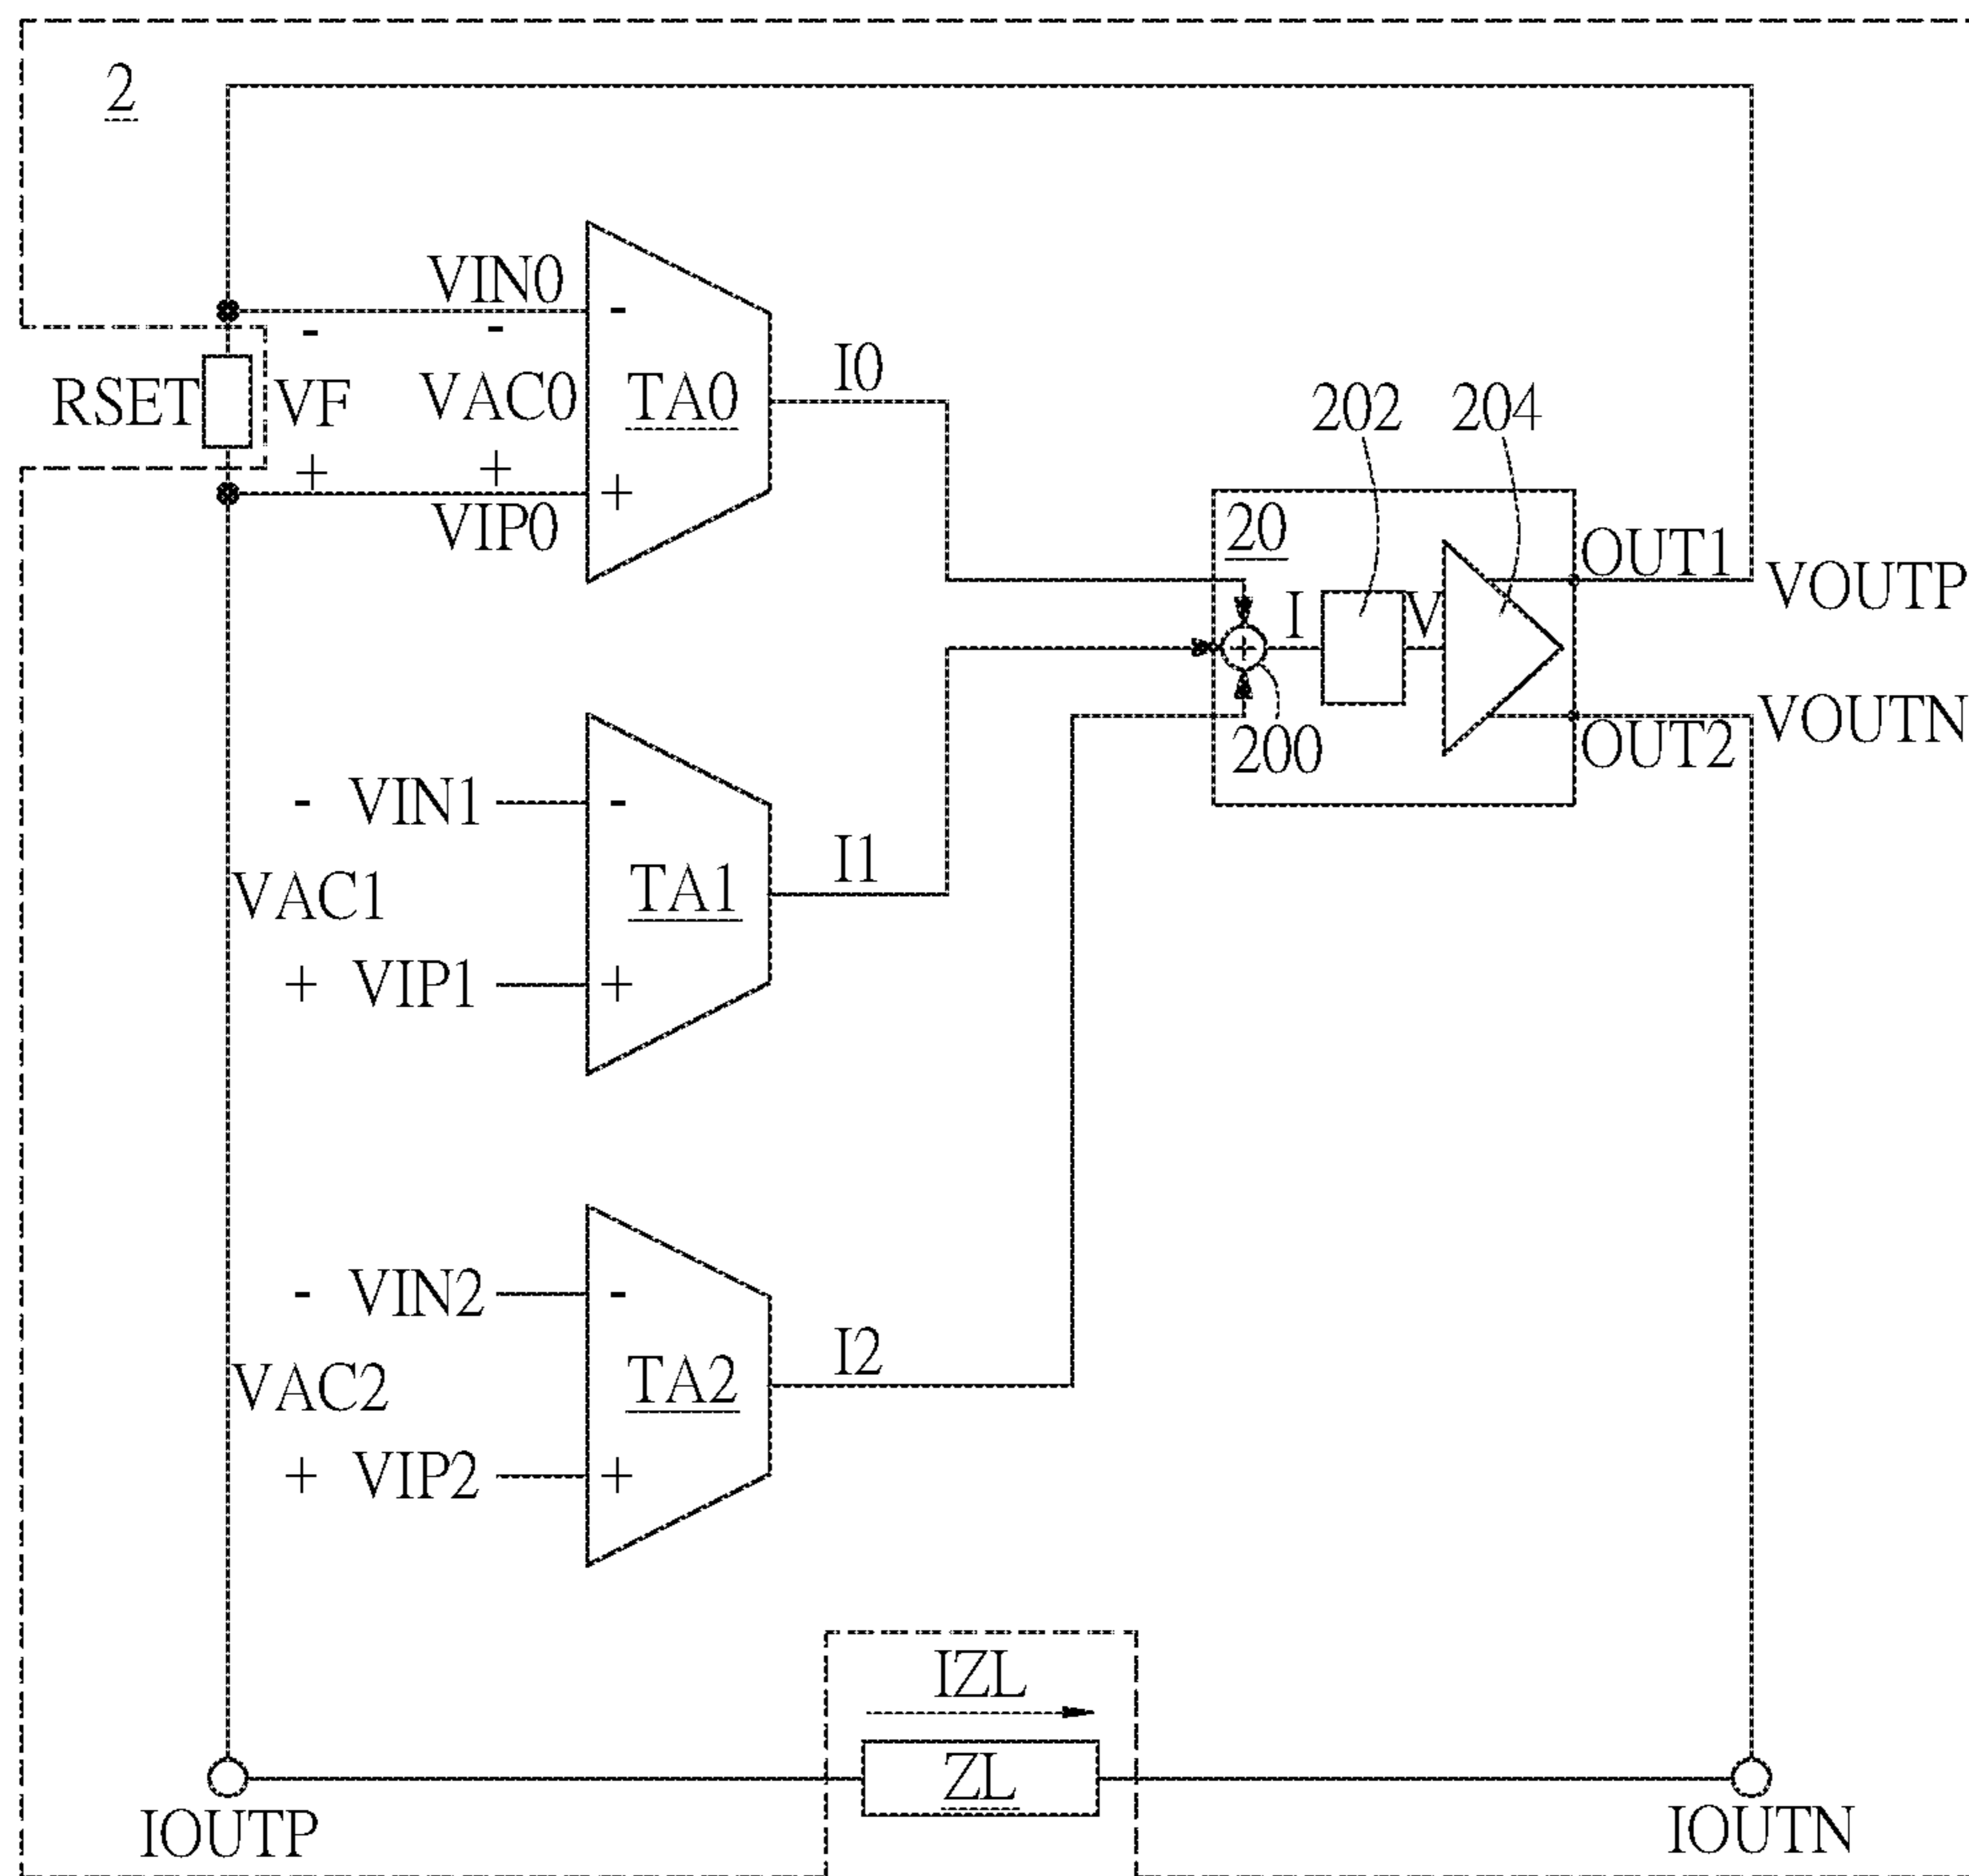 2
VIN0
-
-
-
RSET
VF
VAC0
TA0
I0
+
+
+
VIP0
202
204
20
OUT1
VOUTP
I
V
+
200
OUT2
VOUTN
- VIN1
-
VAC1
TA1
I1
+ VIP1
+
- VIN2
-
VAC2
TA2
I2
+ VIP2
+
IZL
ZL
IOUTP
IOUTN